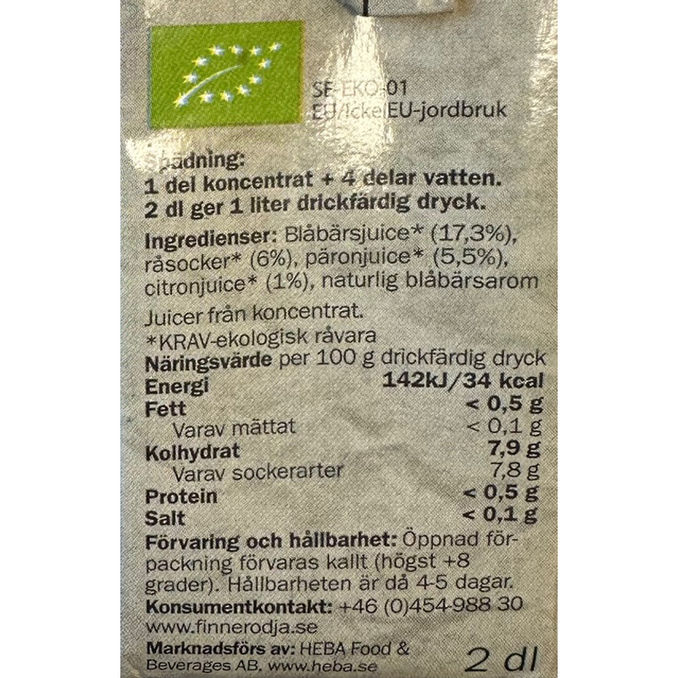 SE-EKO-01
EU/Icke EU-jordbruk
Spädning:
1 del koncentrat + 4 delar vatten.
2 dl ger 1 liter drickfärdig dryck.
Ingredienser: Blåbärsjuice* (17,3%),
råsocker* (6%), päronjuice* (5,5%),
citronjuice* (1%), naturlig blåbärsarom
Juicer från koncentrat.
*KRAV-ekologisk råvara
Näringsvärde per 100 g drickfärdig dryck
Energi 142kJ/34 kcal
Fett < 0,5 g
Varav mättat < 0,1 g
Kolhydrat 7,9 g
Varav sockerarter 7,8 g
Protein < 0,5 g
Salt < 0,1 g
Förvaring och hållbarhet: Öppnad för-
packning förvaras kallt (högst +8
grader). Hållbarheten är då 4-5 dagar.
Konsumentkontakt: +46 (0)454-988 30
www.finnerodja.se
Marknadsförs av: HEBA Food &
Beverages AB. www.heba.se
2 dl